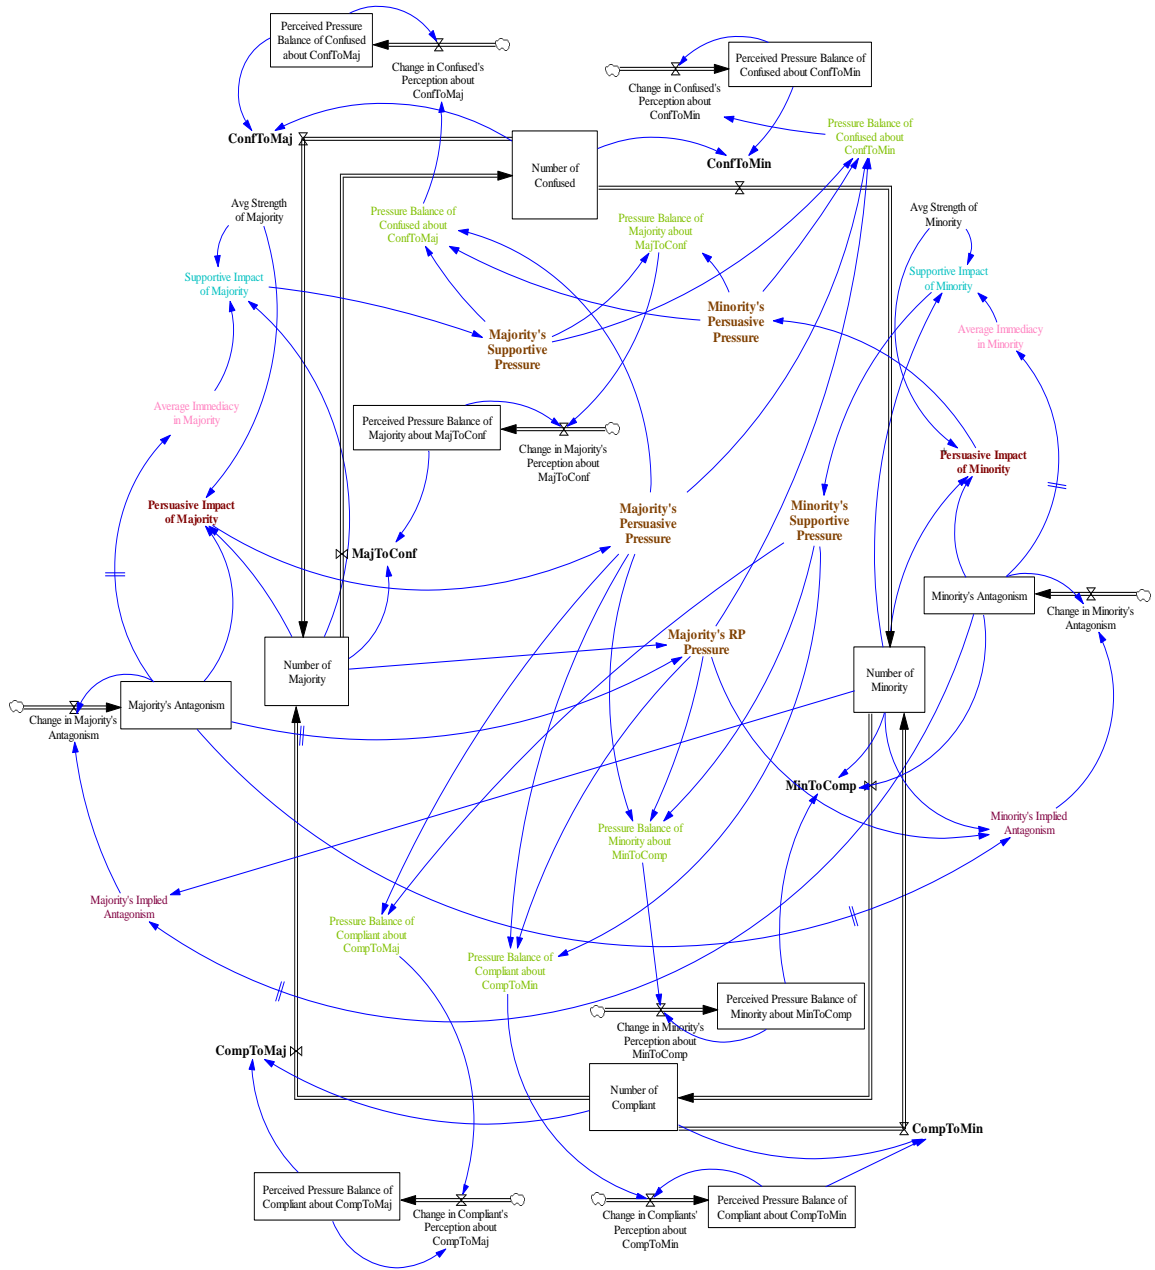 Perceived Pressure
Balance of Confused
about ConfToMaj
Change in Confused's
Perception about
ConfToMaj
Perceived Pressure Balance of
Confused about ConfToMin
Change in Confused's
Perception about
ConfToMin
Pressure Balance of
Confused about
ConfToMin
ConfToMaj
Number of
Confused
ConfToMin
Avg Strength
of Majority
Pressure Balance of
Confused about
ConfToMaj
Pressure Balance of
Majority about
MajToConf
Avg Strength of
Minority
Supportive Impact
of Majority
Supportive Impact
of Minority
Majority's
Supportive
Pressure
Minority's
Persuasive
Pressure
Average Immediacy
in Minority
Average Immediacy
in Majority
Perceived Pressure Balance of
Majority about MajToConf
Change in Majority's
Perception about
MajToConf
Persuasive Impact
of Minority
Persuasive Impact
of Majority
Majority's
Persuasive
Pressure
Minority's
Supportive
Pressure
MajToConf
Minority's Antagonism
Change in Minority's
Antagonism
Majority's RP
Pressure
Number of
Majority
Number of
Minority
Majority's Antagonism
Change in Majority's
Antagonism
MinToComp
Minority's Implied
Antagonism
Pressure Balance of
Minority about
MinToComp
Majority's Implied
Antagonism
Pressure Balance of
Compliant about
CompToMaj
Pressure Balance of
Compliant about
CompToMin
Perceived Pressure Balance of
Minority about MinToComp
Change in Minority's
Perception about
MinToComp
CompToMaj
Number of
Compliant
CompToMin
Perceived Pressure Balance of
Compliant about CompToMaj
Change in Compliant's
Perception about
CompToMaj
Change in Compliants'
Perception about
CompToMin
Perceived Pressure Balance of
Compliant about CompToMin